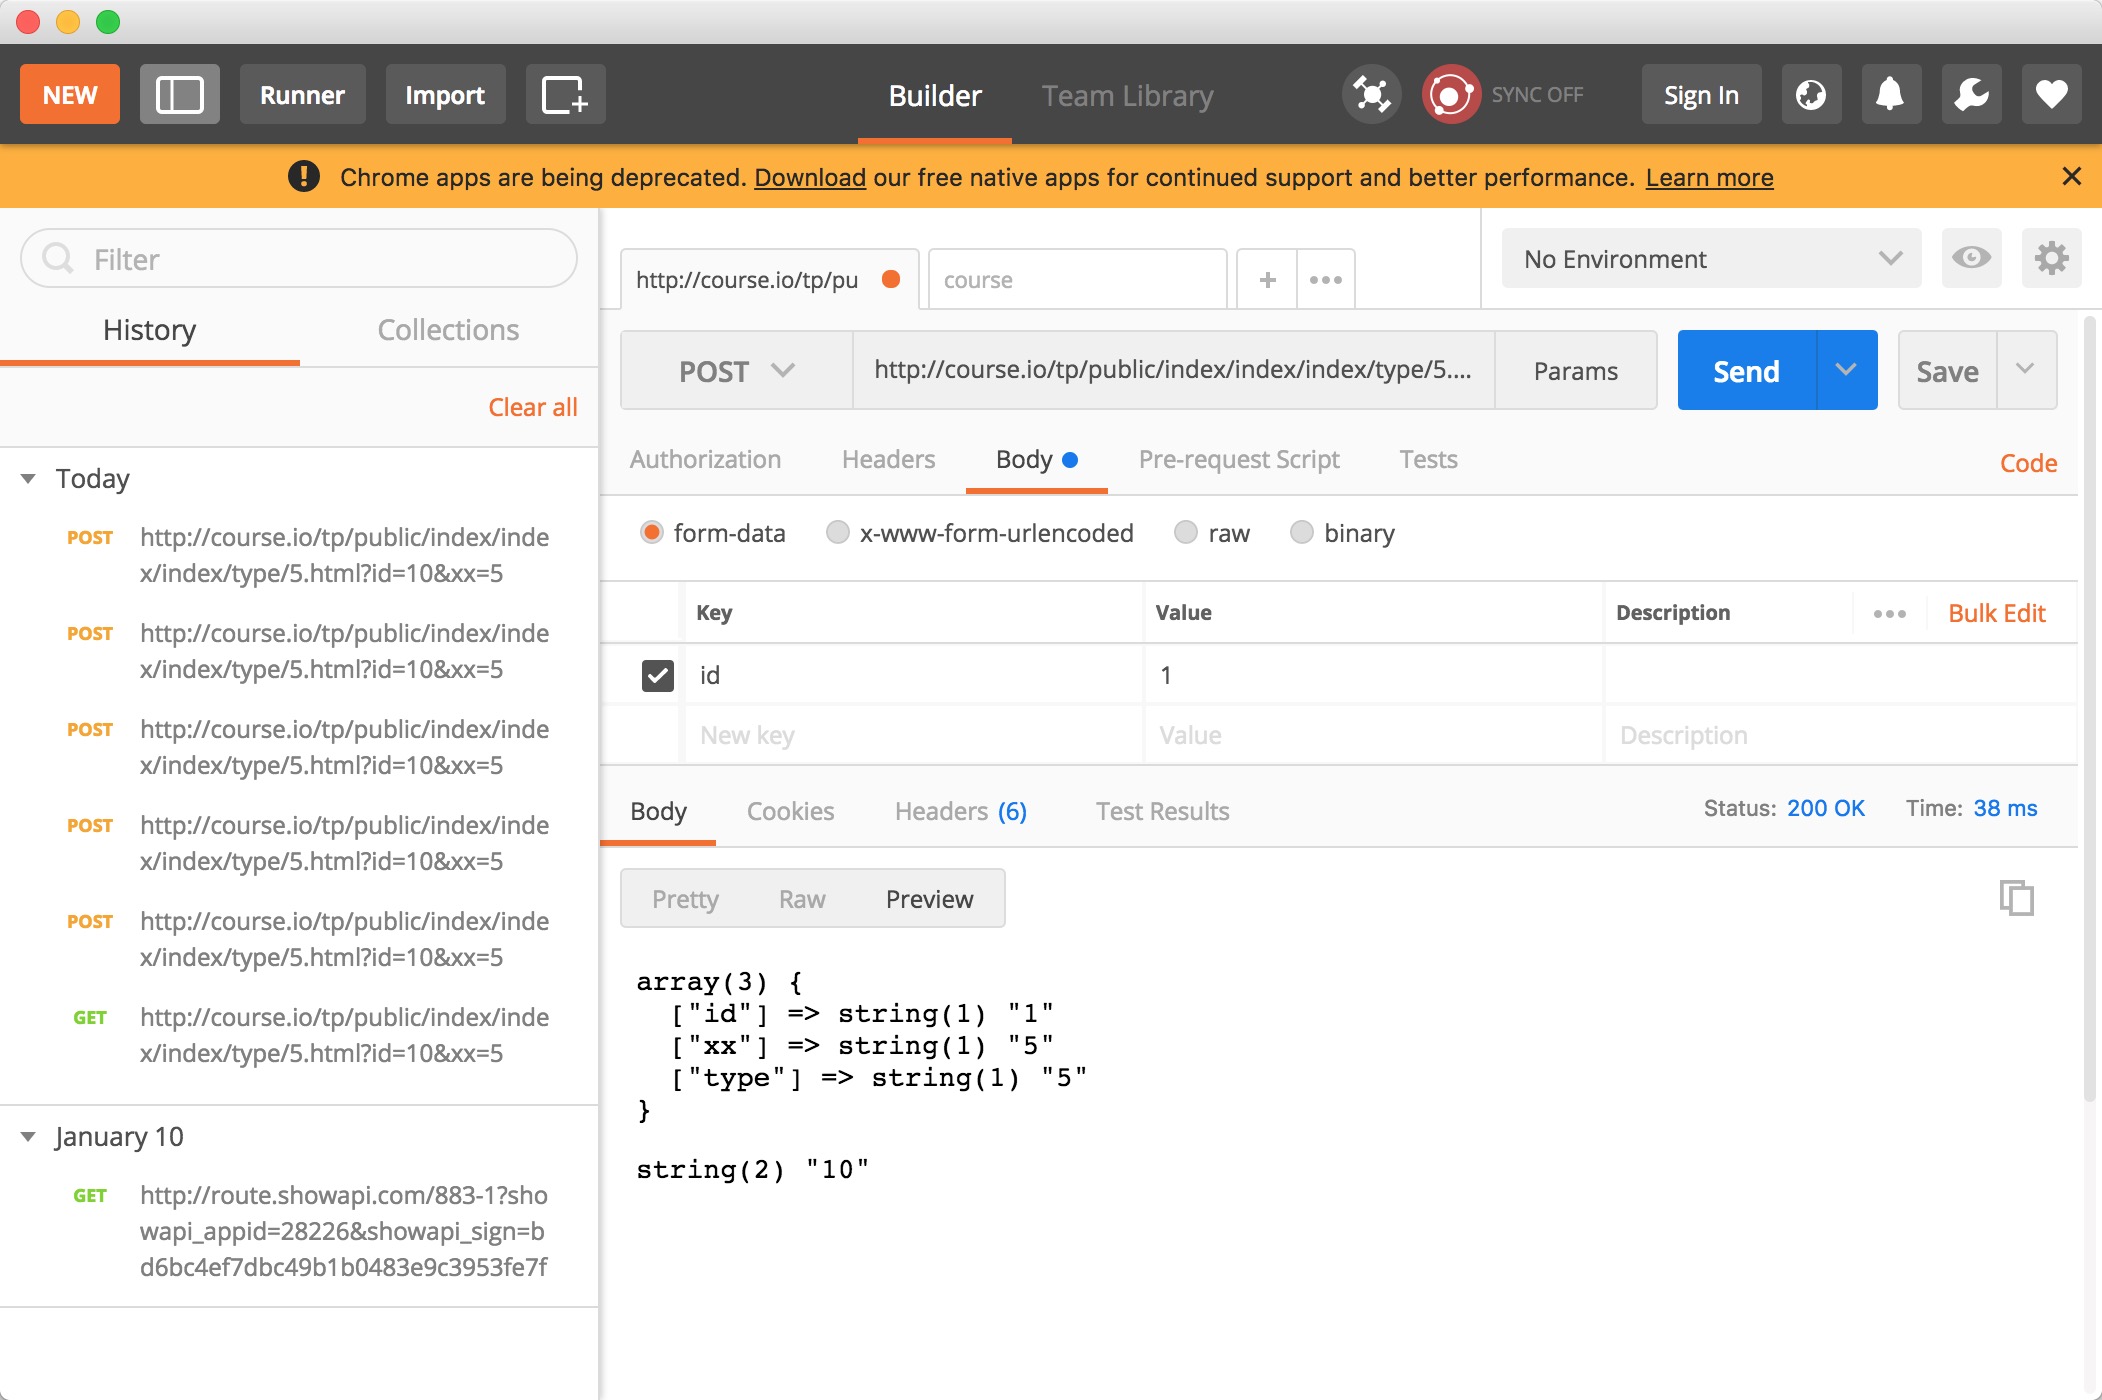 NEW Runner Import Builder Team Library SYNC OFF Sign In
Chrome apps are being deprecated. Download our free native apps for continued support and better performance. Learn more
Filter
History Collections
Clear all
Today
POST http://course.io/tp/public/index/inde
x/index/type/5.html?id=10&xx=5
POST http://course.io/tp/public/index/inde
x/index/type/5.html?id=10&xx=5
POST http://course.io/tp/public/index/inde
x/index/type/5.html?id=10&xx=5
POST http://course.io/tp/public/index/inde
x/index/type/5.html?id=10&xx=5
POST http://course.io/tp/public/index/inde
x/index/type/5.html?id=10&xx=5
GET http://course.io/tp/public/index/inde
x/index/type/5.html?id=10&xx=5
January 10
GET http://route.showapi.com/883-1?sho
wapi_appid=28226&showapi_sign=b
d6bc4ef7dbc49b1b0483e9c3953fe7f
http://course.io/tp/pu course + ••• No Environment
POST http://course.io/tp/public/index/index/index/type/5.... Params Send Save
Authorization Headers Body Pre-request Script Tests Code
form-data x-www-form-urlencoded raw binary
Key Value Description ••• Bulk Edit
id 1
New key Value Description
Body Cookies Headers (6) Test Results Status: 200 OK Time: 38 ms
Pretty Raw Preview
array(3) {
["id"] => string(1) "1"
["xx"] => string(1) "5"
["type"] => string(1) "5"
}
string(2) "10"